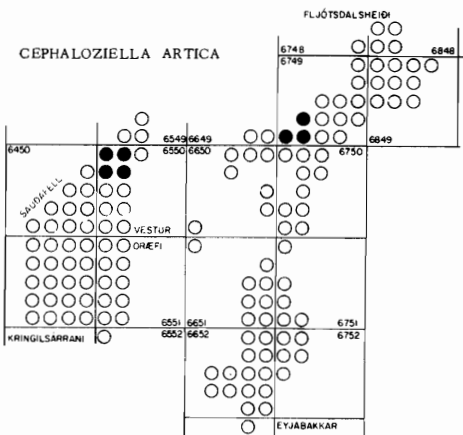 FLJÓTSDALSHEIÐI
CEPHALOZIELLA ARTICA
6748
6848
6749
6549 6649
6849
6450
6550 6650
6750
SAUÐAFELL
VESTUR
ÖRÆFI
6551 6651
6751
KRINGILSÁRRANI
6552 6652
6752
EYJABAKKAR